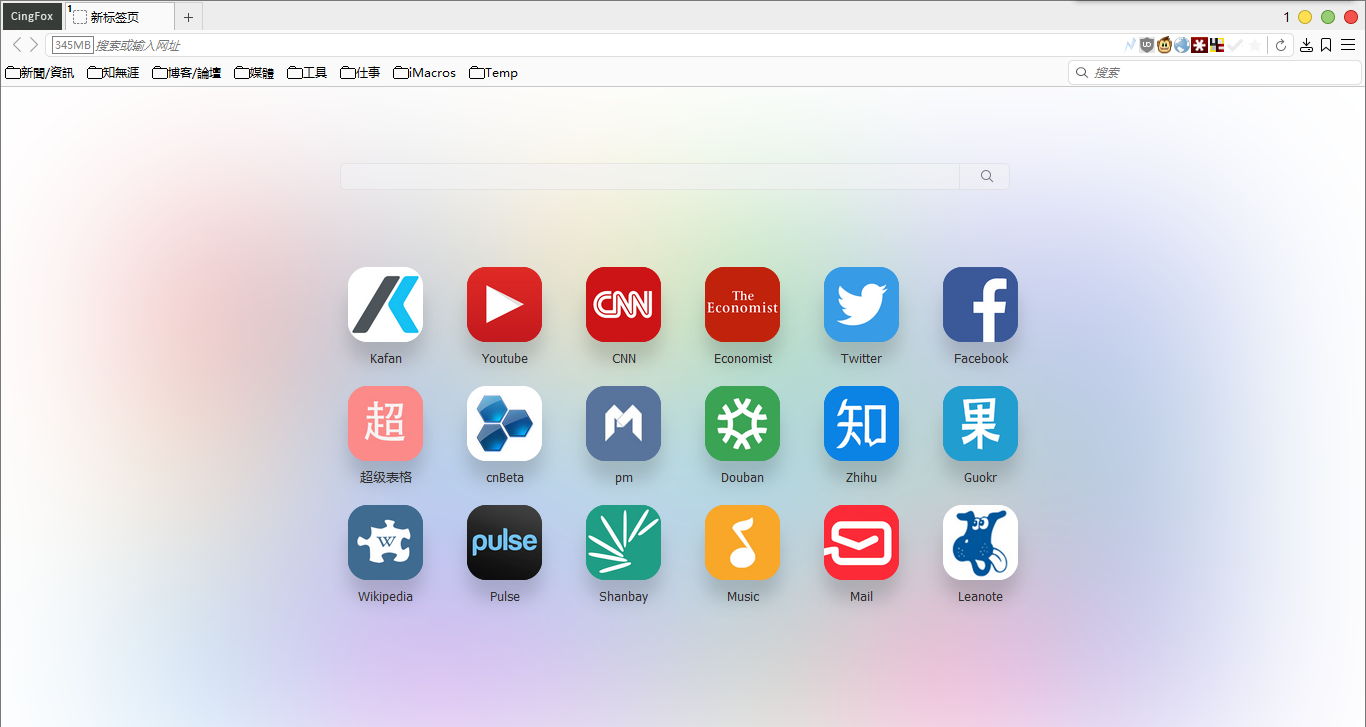 CingFox
1
新标签页
1
345MB 搜索或输入网址
新聞/資訊 知無涯 博客/論壇 媒體 工具 仕事 iMacros Temp
搜索
CNN
The
Economist
Kafan Youtube CNN Economist Twitter Facebook
超 知 果
超级表格 cnBeta pm Douban Zhihu Guokr
W pulse
Wikipedia Pulse Shanbay Music Mail Leanote